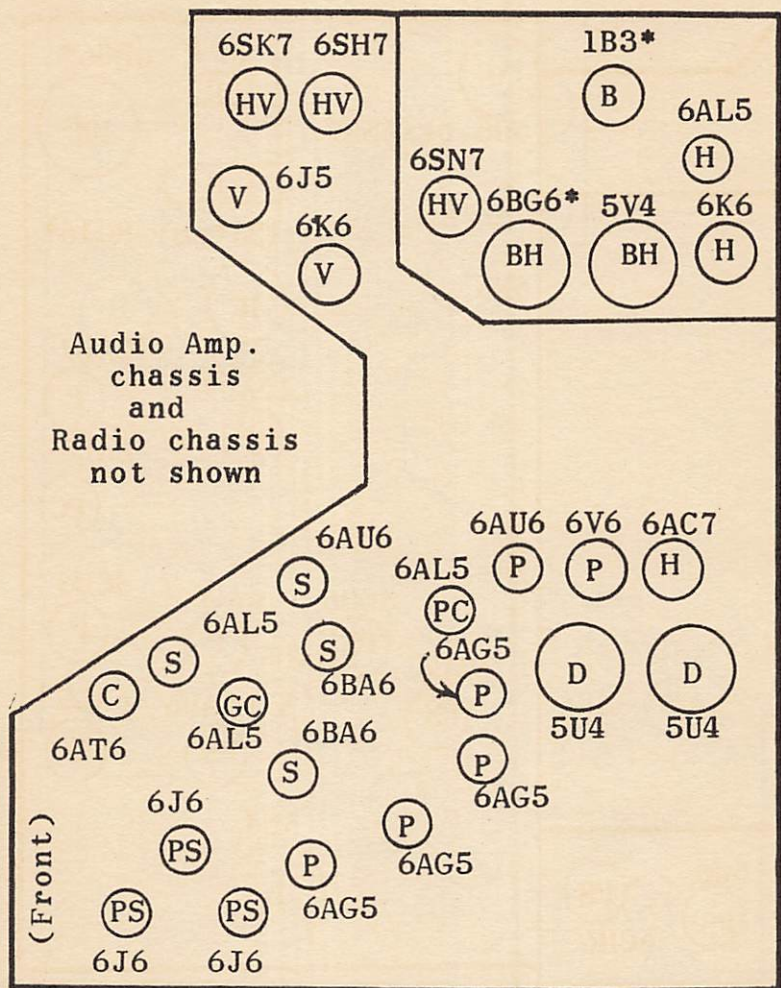 6SK7 6SH7
HV HV
6J5
V
6K6
V
1B3*
B
6AL5
H
6SN7
HV
6BG6* 5V4 6K6
BH BH H
Audio Amp.
chassis
and
Radio chassis
not shown
6AU6
S
6AL5
S
S
6BA6
C
6AT6
GC
6AL5
6BA6
S
6AL5
PC
6AU6 6V6 6AC7
P P H
6AG5
P
D D
5U4 5U4
P
6AG5
P
6AG5
P
6AG5
6J6
PS
PS PS
6J6 6J6
(Front)